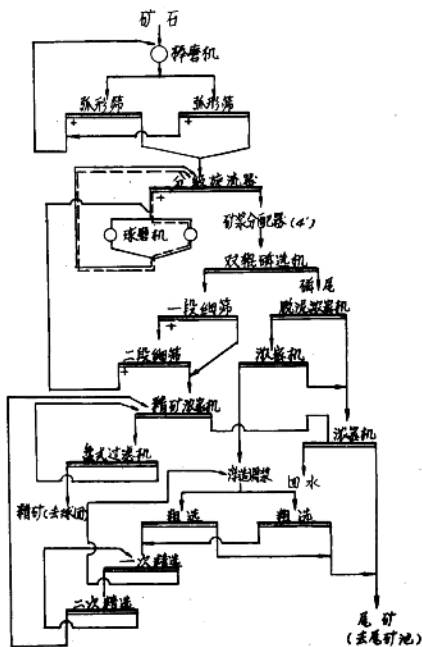 矿石
棒磨机
弧形筛
弧形筛
+
+
分级旋流器
+
球磨机
矿浆分配器(4')
双辊磁选机
磁尾
一段细筛
+
脱泥浓密机
二段细筛
+
浓密机
精矿浓密机
盘式过滤机
浓密机
浮选调浆
回水
精矿(去球团)
粗选
粗选
一次精选
二次精选
尾矿
(去尾矿池)